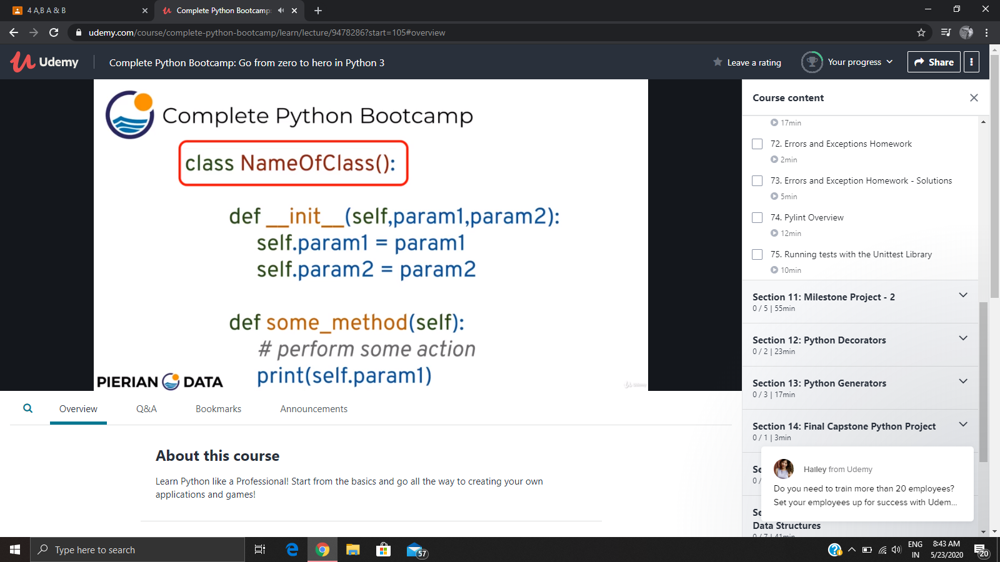 4 A,B A & B
Complete Python Bootcamp:
udemy.com/course/complete-python-bootcamp/learn/lecture/9478286?start=105#overview
Udemy
Complete Python Bootcamp: Go from zero to hero in Python 3
Leave a rating
Your progress
Share
Complete Python Bootcamp
class NameOfClass():
def __init__(self,param1,param2):
self.param1 = param1
self.param2 = param2
def some_method(self):
# perform some action
print(self.param1)
PIERIAN DATA
Udemy
Course content
17min
72. Errors and Exceptions Homework
2min
73. Errors and Exception Homework - Solutions
5min
74. Pylint Overview
12min
75. Running tests with the Unittest Library
10min
Section 11: Milestone Project - 2
0 / 5 | 55min
Section 12: Python Decorators
0 / 2 | 23min
Section 13: Python Generators
0 / 3 | 17min
Section 14: Final Capstone Python Project
0 / 1 | 3min
Se
0 /
Se
Data Structures
0 / 7 | 41min
Hailey from Udemy
Do you need to train more than 20 employees?
Set your employees up for success with Udem...
Overview
Q&A
Bookmarks
Announcements
About this course
Learn Python like a Professional! Start from the basics and go all the way to creating your own
applications and games!
Type here to search
57
ENG
IN
8:43 AM
5/23/2020
20